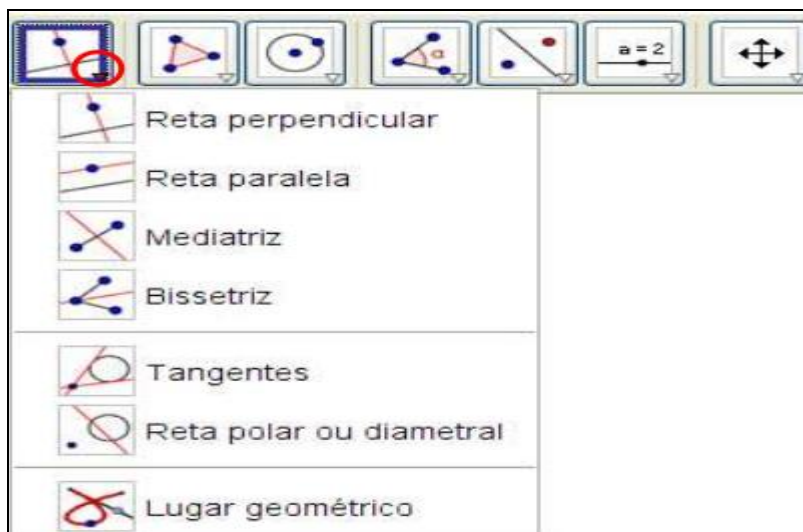 α
a = 2
Reta perpendicular
Reta paralela
Mediatriz
Bissetriz
Tangentes
Reta polar ou diametral
Lugar geométrico